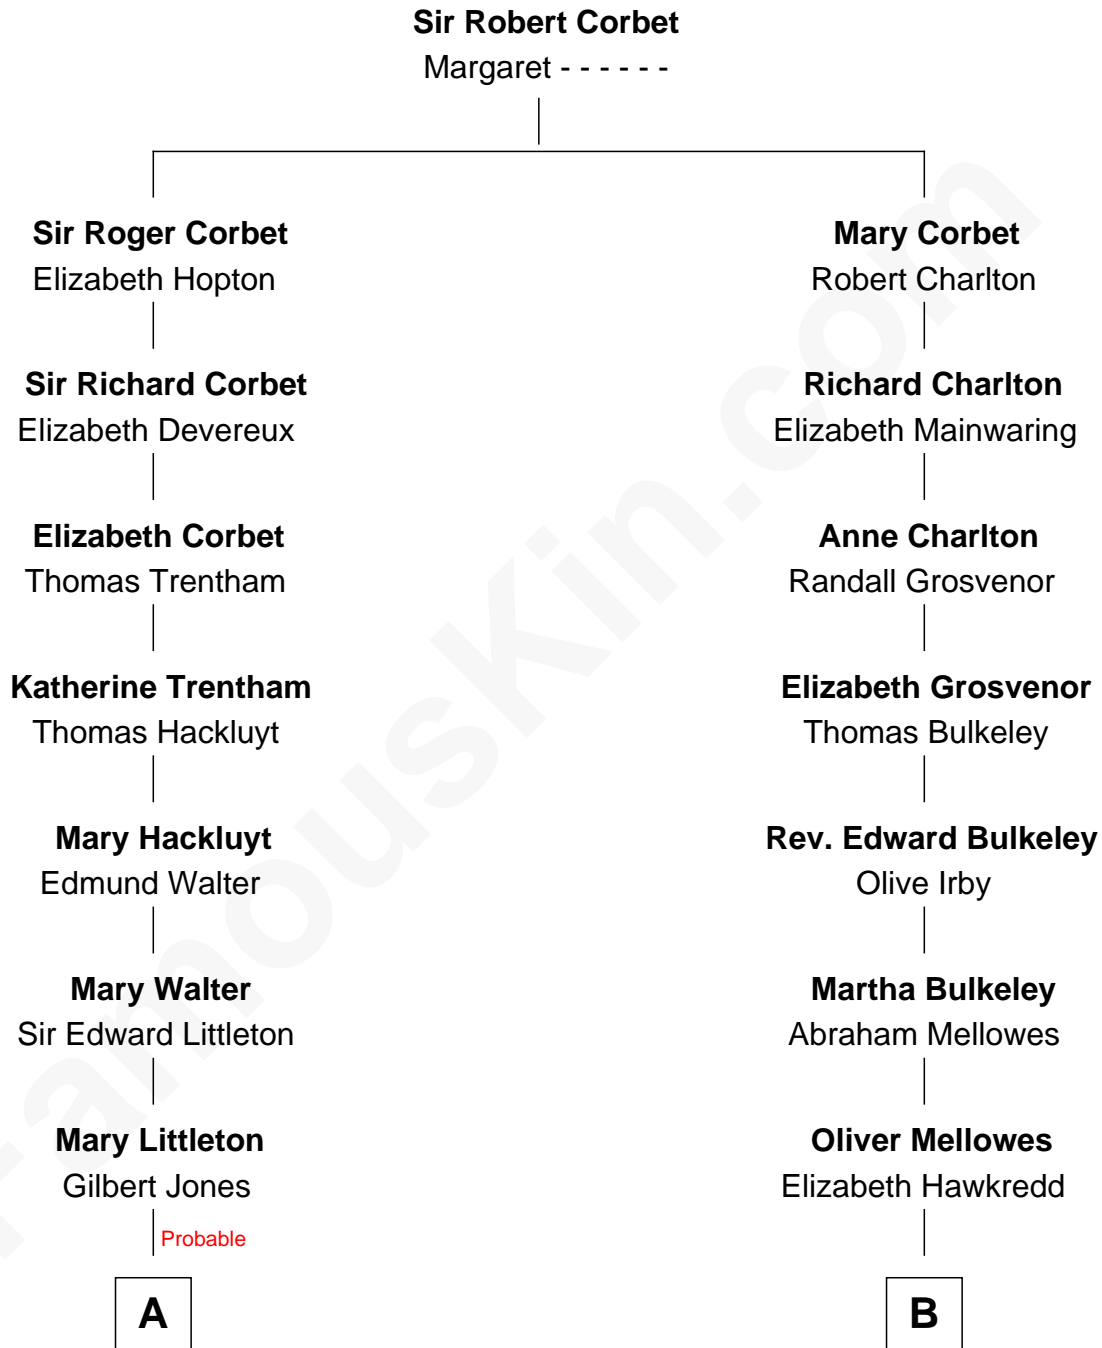 Sir Robert Corbet
Margaret - - - - - -
Sir Roger Corbet
Elizabeth Hopton
Mary Corbet
Robert Charlton
Sir Richard Corbet
Elizabeth Devereux
Richard Charlton
Elizabeth Mainwaring
Elizabeth Corbet
Thomas Trentham
Anne Charlton
Randall Grosvenor
Katherine Trentham
Thomas Hackluyt
Elizabeth Grosvenor
Thomas Bulkeley
Mary Hackluyt
Edmund Walter
Rev. Edward Bulkeley
Olive Irby
Mary Walter
Sir Edward Littleton
Martha Bulkeley
Abraham Mellowes
Mary Littleton
Gilbert Jones
Oliver Mellowes
Elizabeth Hawkredd
Probable
A
B
FamousKin.com